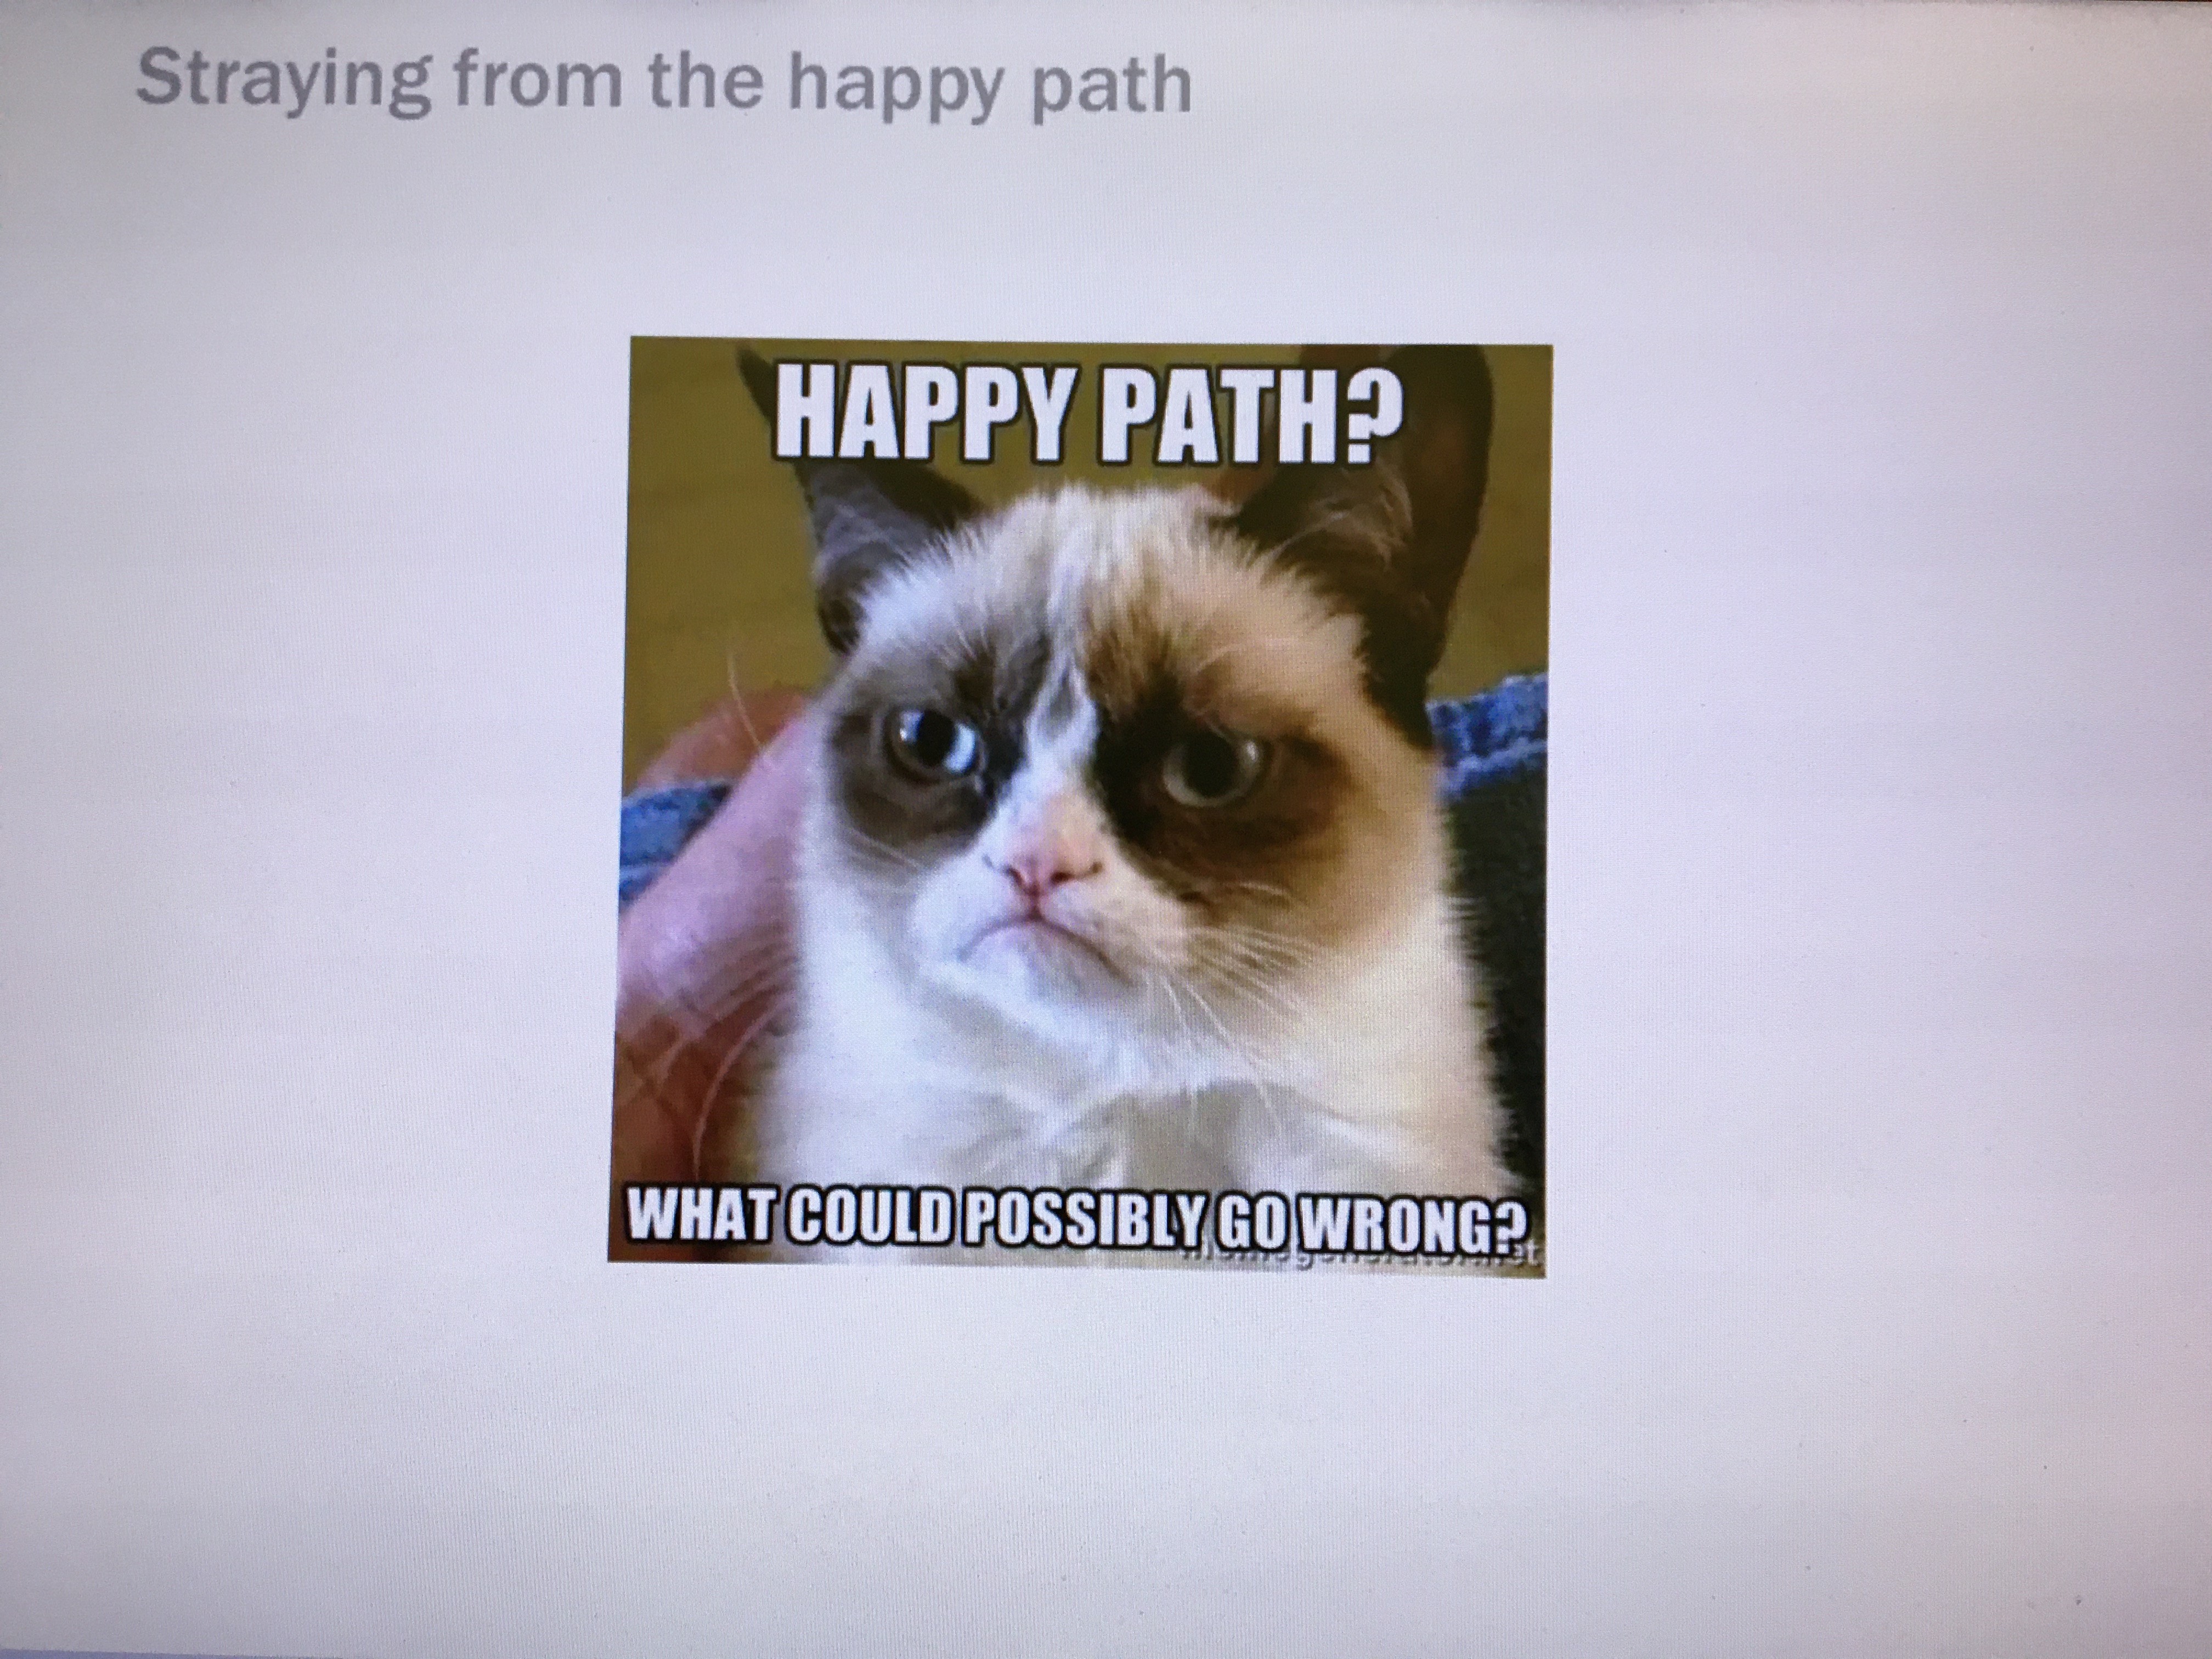 Straying from the happy path
HAPPY PATH?
WHAT COULD POSSIBLY GO WRONG?